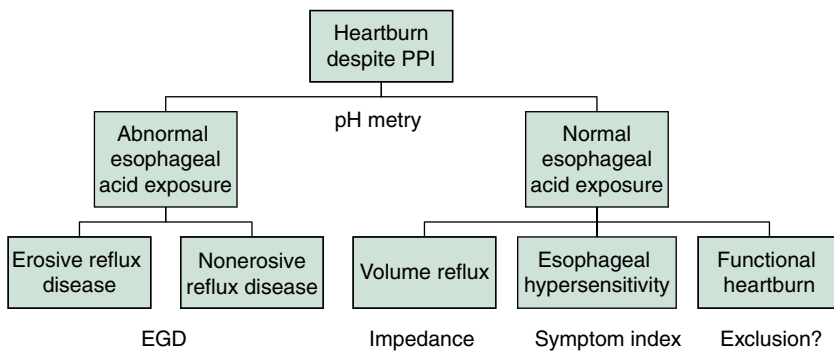 Heartburn
despite PPI
pH metry
Abnormal
esophageal
acid exposure
Normal
esophageal
acid exposure
Erosive reflux
disease
Nonerosive
reflux disease
Volume reflux
Esophageal
hypersensitivity
Functional
heartburn
EGD
Impedance
Symptom index
Exclusion?